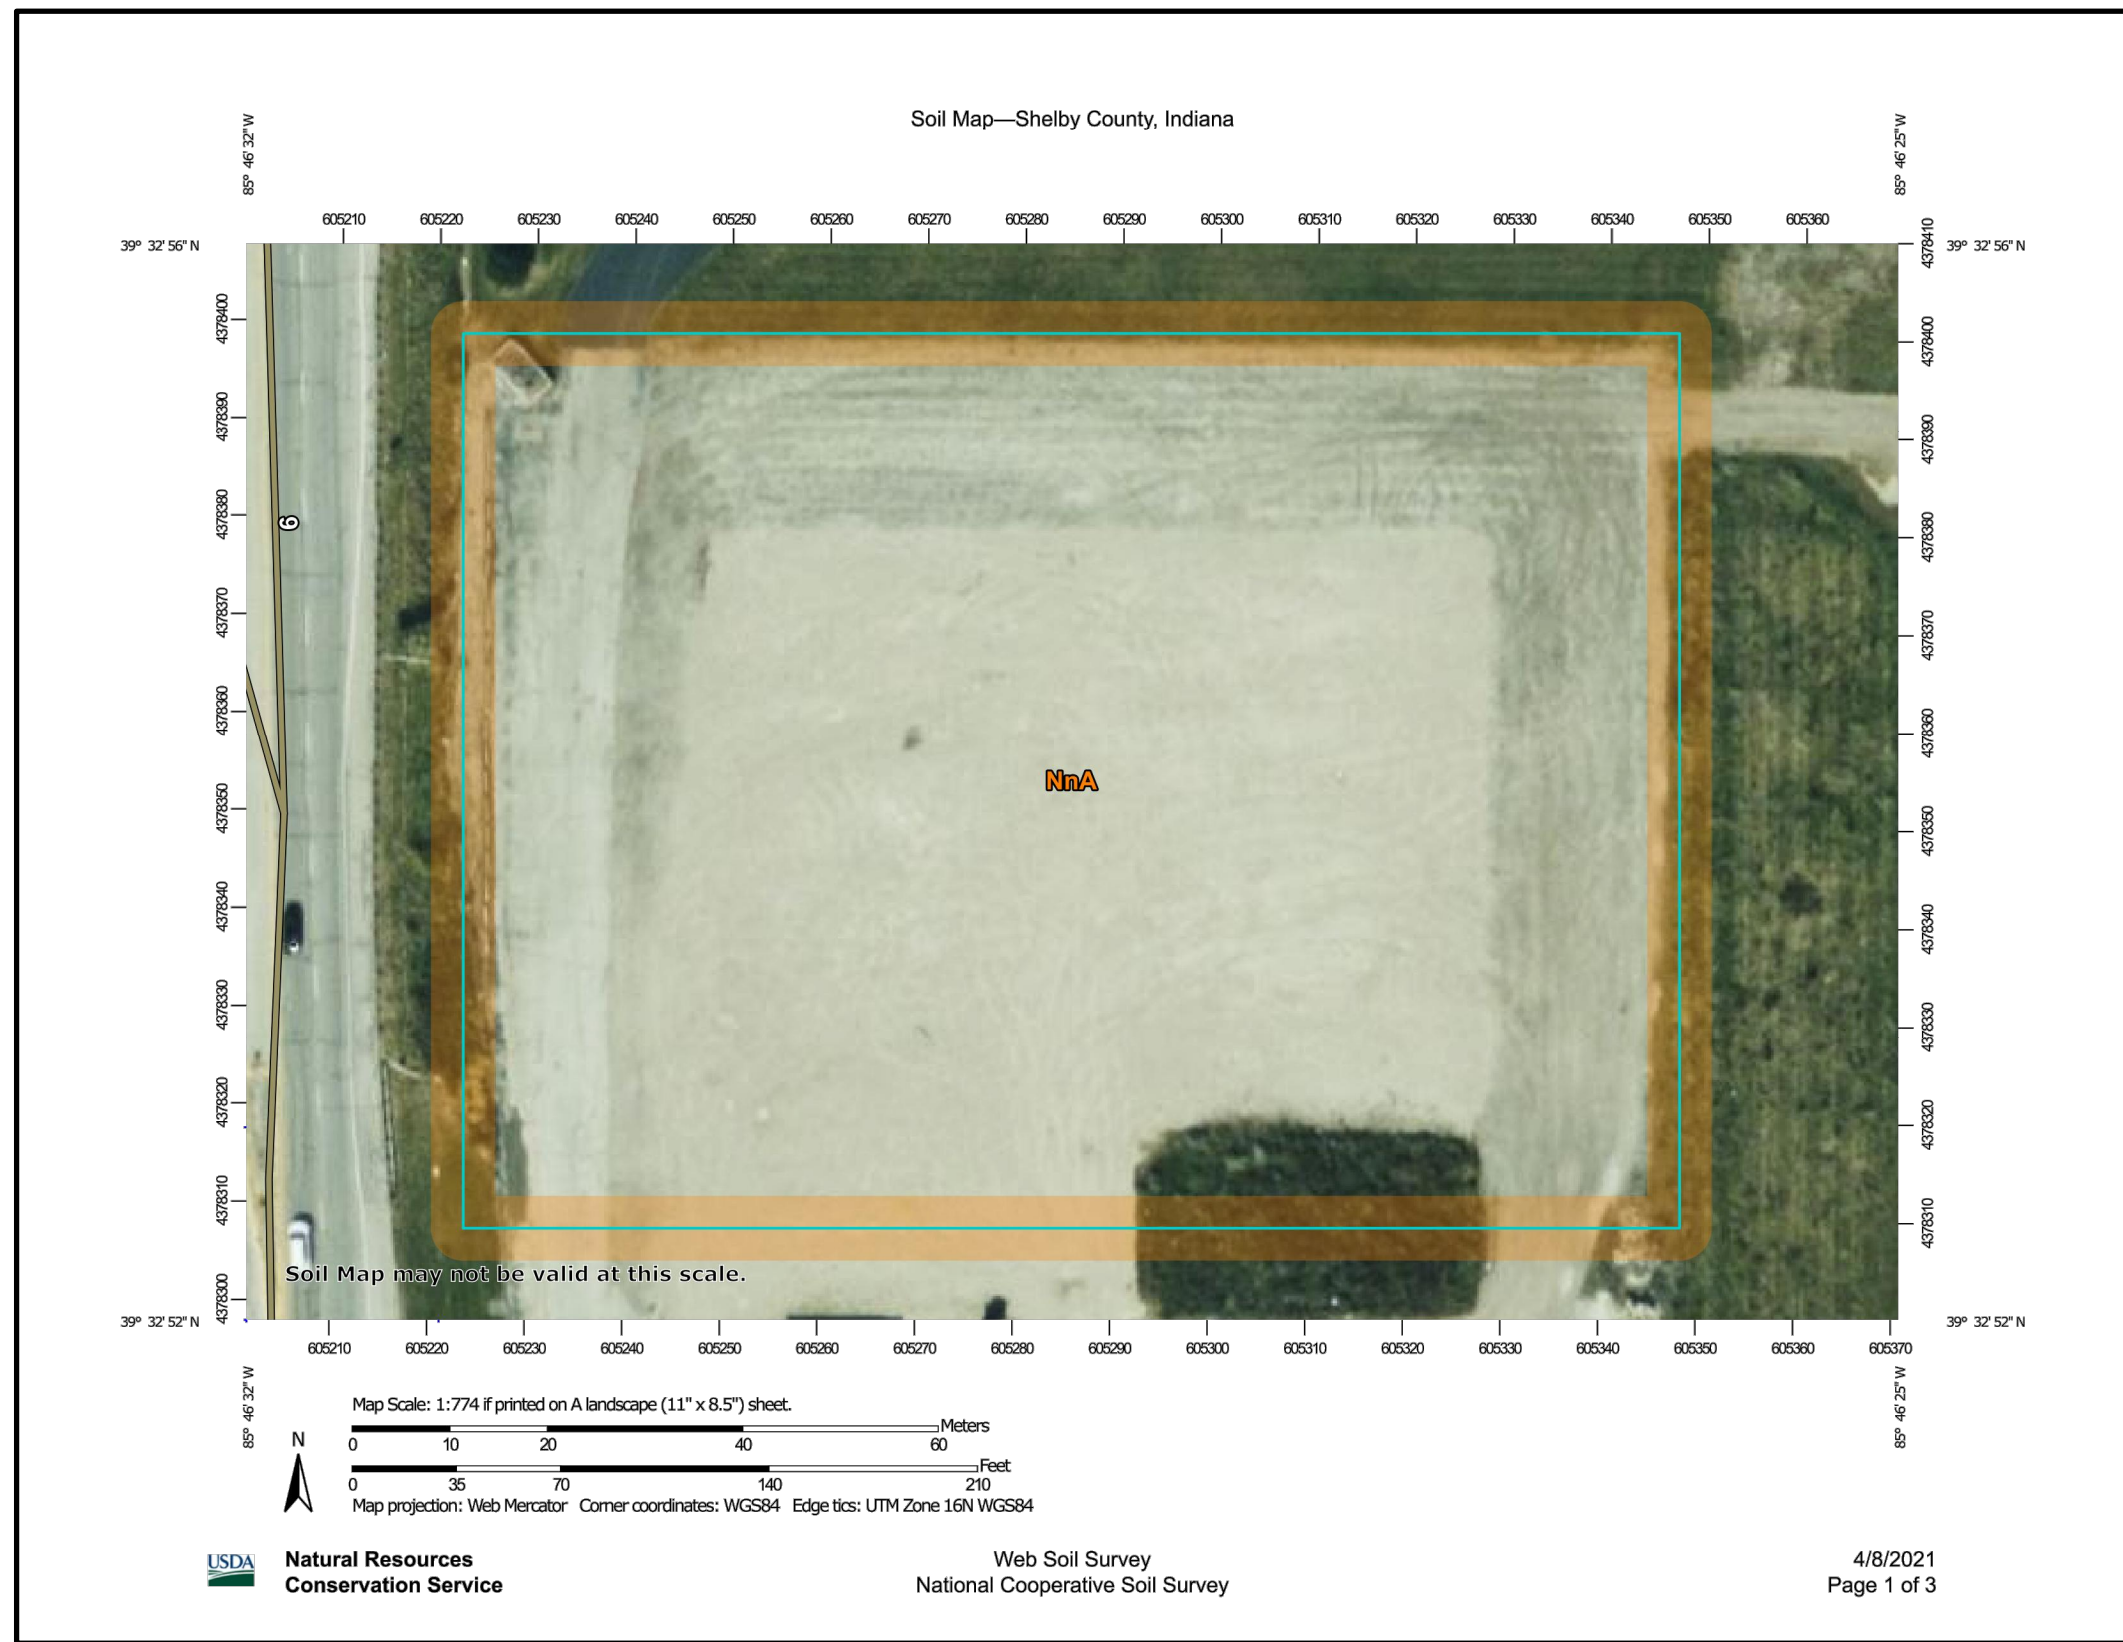 Soil Map—Shelby County, Indiana
85° 46' 32" W
85° 46' 25" W
605210 605220 605230 605240 605250 605260 605270 605280 605290 605300 605310 605320 605330 605340 605350 605360
39° 32' 56" N
39° 32' 56" N
4378400
4378390
4378380
4378370
4378360
4378350
4378340
4378330
4378320
4378310
4378300
4378410
4378400
4378390
4378380
4378370
4378360
4378350
4378340
4378330
4378320
4378310
9
NnA
Soil Map may not be valid at this scale.
39° 32' 52" N
39° 32' 52" N
605210 605220 605230 605240 605250 605260 605270 605280 605290 605300 605310 605320 605330 605340 605350 605360 605370
85° 46' 32" W
85° 46' 25" W
Map Scale: 1:774 if printed on A landscape (11" x 8.5") sheet.
Meters
0 10 20 40 60
Feet
0 35 70 140 210
Map projection: Web Mercator Corner coordinates: WGS84 Edge tics: UTM Zone 16N WGS84
N
USDA
Natural Resources
Conservation Service
Web Soil Survey
National Cooperative Soil Survey
4/8/2021
Page 1 of 3